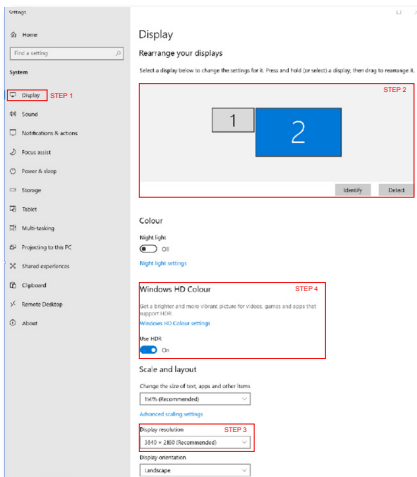 Settings
Home
Find a setting
System
Display STEP 1
Sound
Notifications & actions
Focus assist
Power & sleep
Storage
Tablet
Multi-tasking
Projecting to this PC
Shared experiences
Clipboard
Remote Desktop
About
Display
Rearrange your displays
Select a display below to change the settings for it. Press and hold (or select) a display, then drag to rearrange it.
STEP 2
1
2
Identify Detect
Colour
Night light
Off
Night light settings
Windows HD Colour STEP 4
Get a brighter and more vibrant picture for videos, games and apps that
support HDR.
Windows HD Colour settings
Use HDR
On
Scale and layout
Change the size of text, apps and other items
150% (Recommended)
Advanced scaling settings
Display resolution STEP 3
3840 × 2160 (Recommended)
Display orientation
Landscape